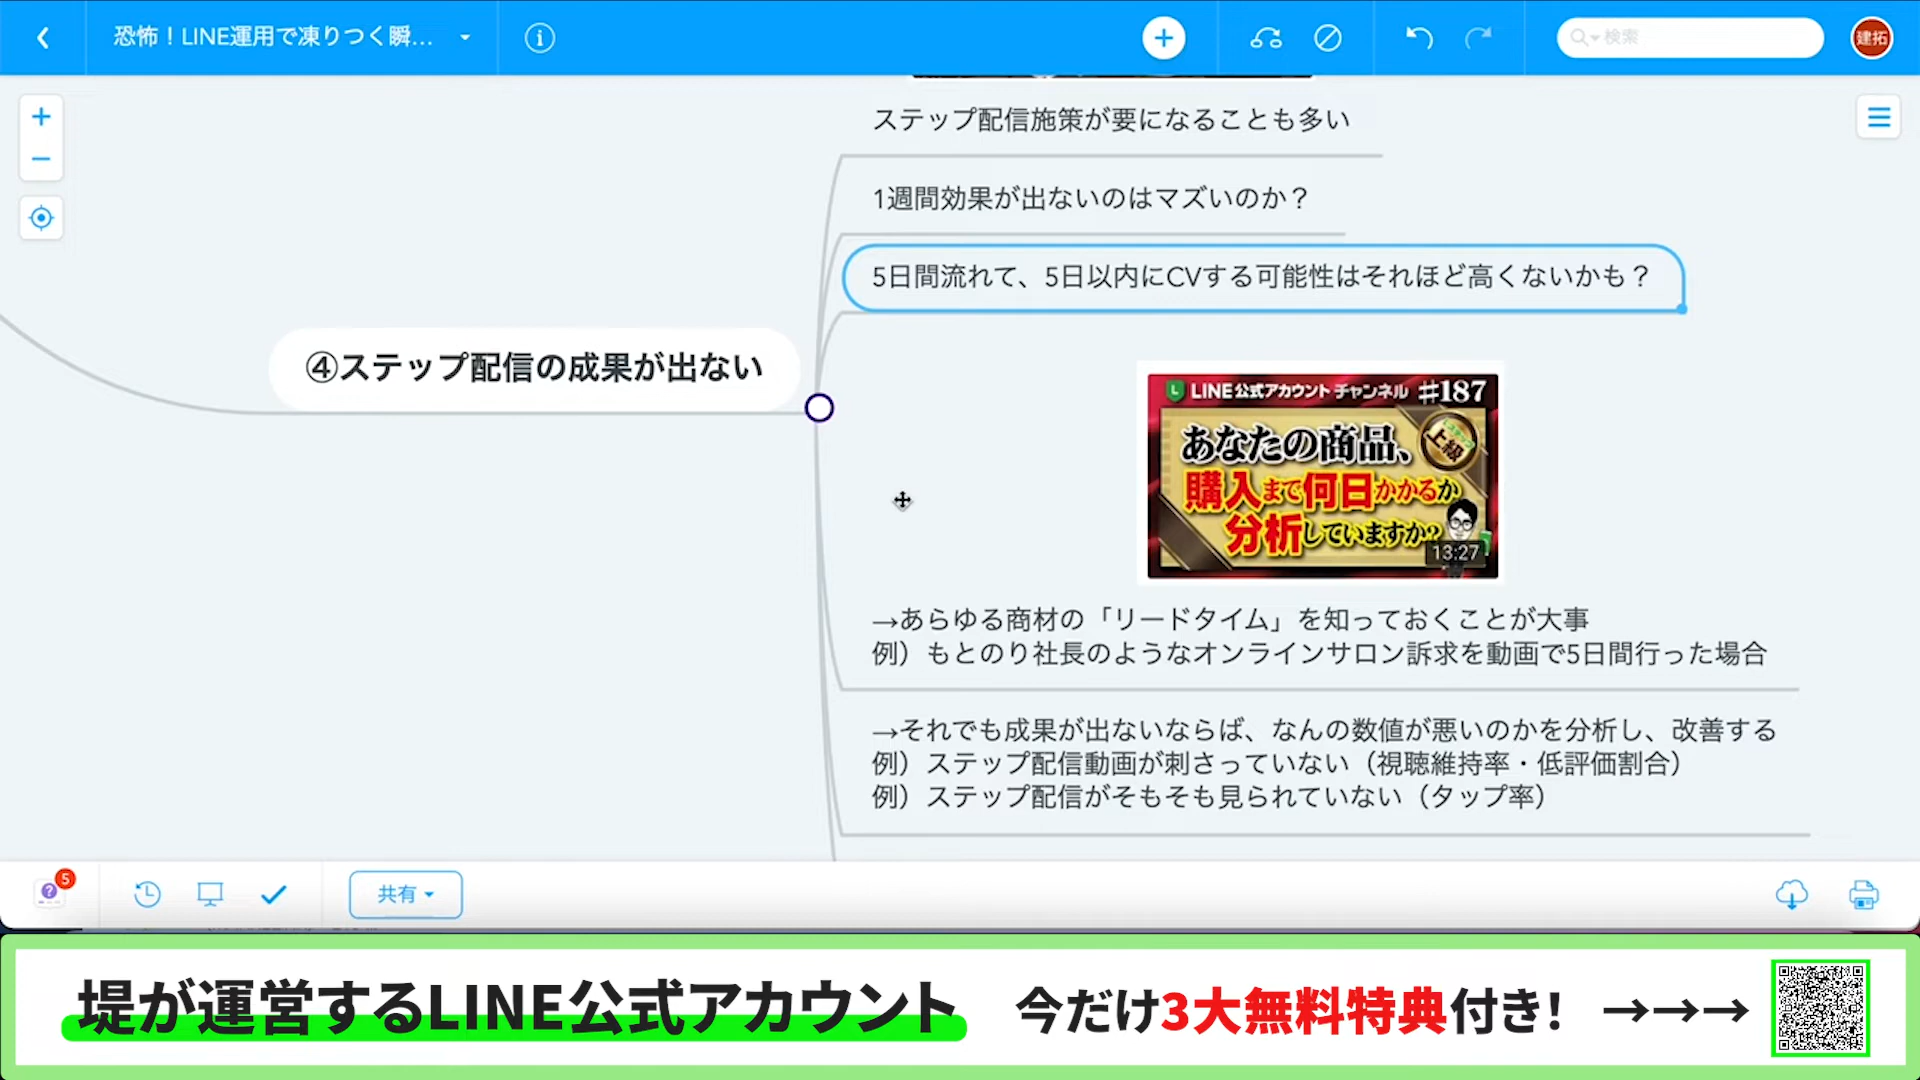 恐怖！LINE運用で凍りつく瞬…
検索
建拓
ステップ配信施策が要になることも多い
1週間効果が出ないのはマズいのか？
5日間流れて、5日以内にCVする可能性はそれほど高くないかも？
④ステップ配信の成果が出ない
LINE公式アカウント チャンネル #187
あなたの商品、
上級
購入まで何日かかるか
分析していますか?
13:27
→あらゆる商材の「リードタイム」を知っておくことが大事
例）もとのり社長のようなオンラインサロン訴求を動画で5日間行った場合
→それでも成果が出ないならば、なんの数値が悪いのかを分析し、改善する
例）ステップ配信動画が刺さっていない（視聴維持率・低評価割合）
例）ステップ配信がそもそも見られていない（タップ率）
5
共有
堤が運営するLINE公式アカウント 今だけ3大無料特典付き! →→→